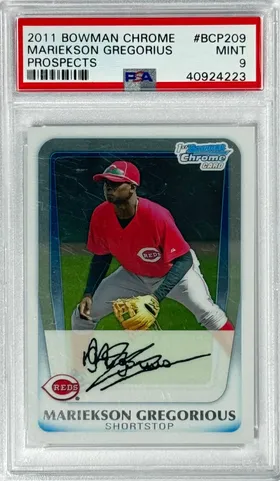 2011 BOWMAN CHROME #BCP209
MARIEKSON GREGORIUS MINT
PROSPECTS 9
PSA 40924223
1st Bowman
Chrome
CARD
REDS
REDS
MARIEKSON GREGORIOUS
SHORTSTOP